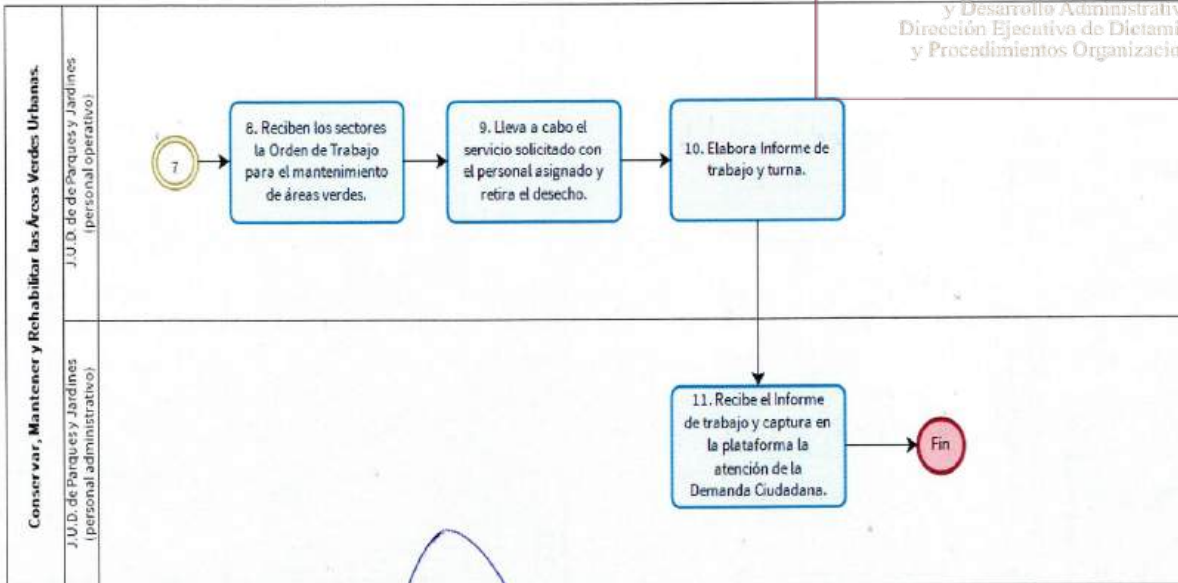 y Desarrollo Administrativ
Dirección Ejecutiva de Dictami
y Procedimientos Organizacio
Conservar, Mantener y Rehabilitar las Áreas Verdes Urbanas.
J.U.D. de de Parques y Jardines
(personal operativo)
7
8. Reciben los sectores
la Orden de Trabajo
para el mantenimiento
de áreas verdes.
9. Lleva a cabo el
servicio solicitado con
el personal asignado y
retira el desecho.
10. Elabora Informe de
trabajo y turna.
J.U.D. de Parques y Jardines
(personal administrativo)
11. Recibe el Informe
de trabajo y captura en
la plataforma la
atención de la
Demanda Ciudadana.
Fin